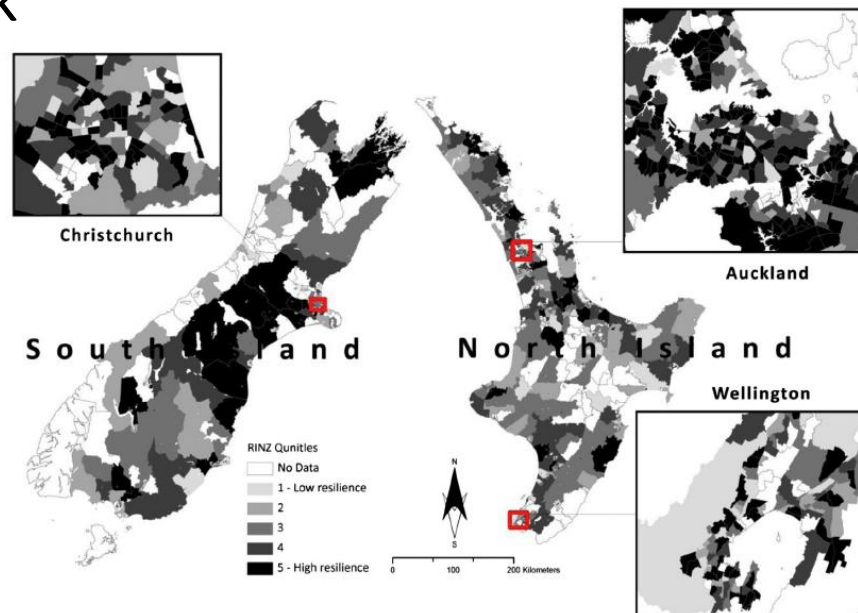 Christchurch
Auckland
South Island
North Island
Wellington
RINZ Qunitles
No Data
1 - Low resilience
2
3
4
5 - High resilience
N
S
0 100 200 Kilometers